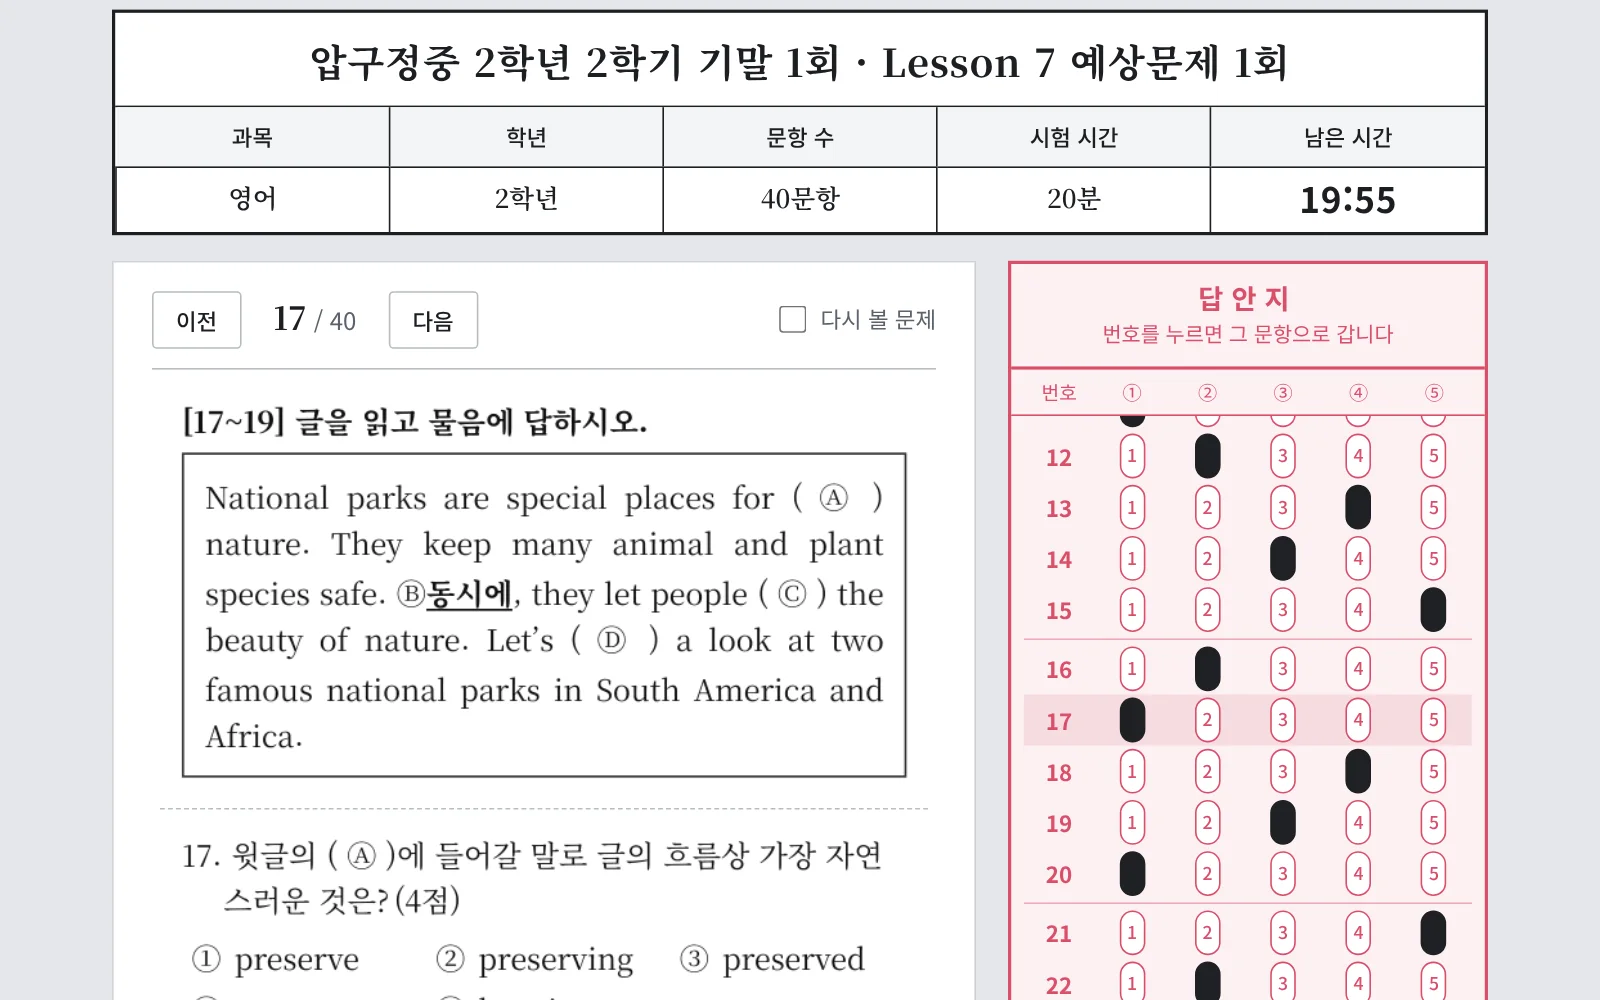 압구정중 2학년 2학기 기말 1회 · Lesson 7 예상문제 1회
과목 학년 문항 수 시험 시간 남은 시간
영어 2학년 40문항 20분 19:55
이전 17 / 40 다음 다시 볼 문제
[17~19] 글을 읽고 물음에 답하시오.
National parks are special places for ( Ⓐ )
nature. They keep many animal and plant
species safe. Ⓑ동시에, they let people ( Ⓒ ) the
beauty of nature. Let's ( Ⓓ ) a look at two
famous national parks in South America and
Africa.
17. 윗글의 ( Ⓐ )에 들어갈 말로 글의 흐름상 가장 자연
스러운 것은? (4점)
① preserve ② preserving ③ preserved
답안지
번호를 누르면 그 문항으로 갑니다
번호 ① ② ③ ④ ⑤
12 1 3 4 5
13 1 2 3 5
14 1 2 4 5
15 1 2 3 4
16 1 3 4 5
17 2 3 4 5
18 1 2 3 5
19 1 2 4 5
20 2 3 4 5
21 1 2 3 4
22 1 3 4 5